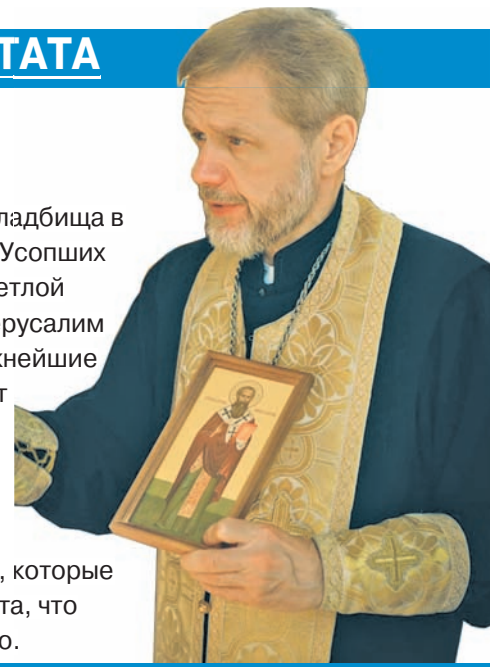 ТАТА
ладбища в
Усопших
етлой
русалим
жнейшие
т
, которые
та, что
о.